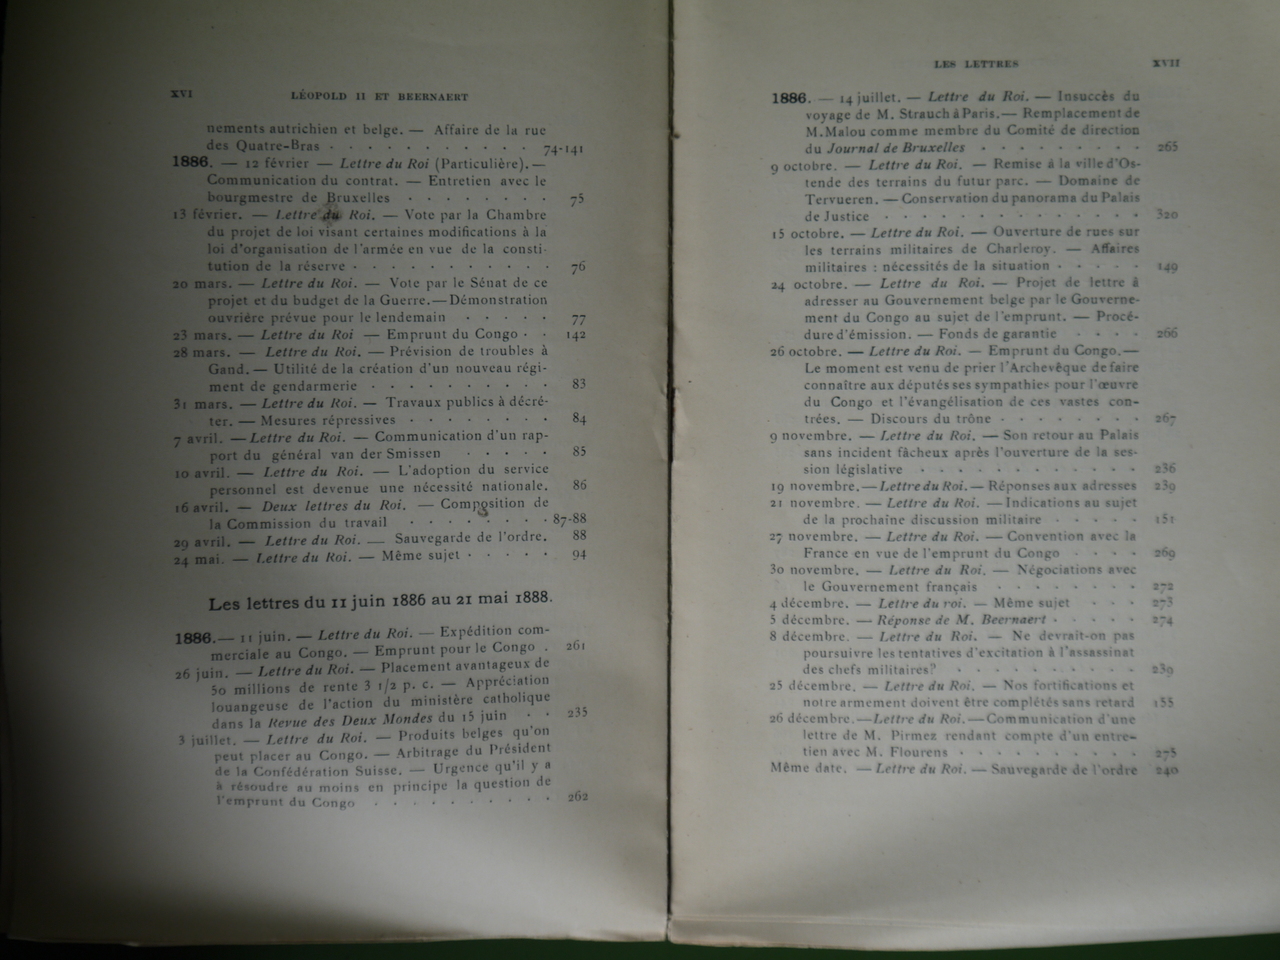 XVI LÉOPOLD II ET BEERNAERT
nements autrichien et belge. — Affaire de la rue
des Quatre-Bras . . . . . . . . . . . 74-141
1886. — 12 février — Lettre du Roi (Particulière). —
Communication du contrat. — Entretien avec le
bourgmestre de Bruxelles . . . . . . . 75
13 février. — Lettre du Roi. — Vote par la Chambre
du projet de loi visant certaines modifications à la
loi d'organisation de l'armée en vue de la consti-
tution de la réserve . . . . . . . . . . 76
20 mars. — Lettre du Roi. — Vote par le Sénat de ce
projet et du budget de la Guerre. — Démonstration
ouvrière prévue pour le lendemain . . . . . 77
23 mars. — Lettre du Roi — Emprunt du Congo . . 142
28 mars. — Lettre du Roi. — Prévision de troubles à
Gand. — Utilité de la création d'un nouveau régi-
ment de gendarmerie . . . . . . . . . 83
31 mars. — Lettre du Roi. — Travaux publics à décré-
ter. — Mesures répressives . . . . . . . . 84
7 avril. — Lettre du Roi. — Communication d'un rap-
port du général van der Smissen . . . . . 85
10 avril. — Lettre du Roi. — L'adoption du service
personnel est devenue une nécessité nationale. 86
16 avril. — Deux lettres du Roi. — Composition de
la Commission du travail . . . . . . . . 87-88
29 avril. — Lettre du Roi. — Sauvegarde de l'ordre. 88
24 mai. — Lettre du Roi. — Même sujet . . . . . 94
Les lettres du 11 juin 1886 au 21 mai 1888.
1886. — 11 juin. — Lettre du Roi. — Expédition com-
merciale au Congo. — Emprunt pour le Congo . 261
26 juin. — Lettre du Roi. — Placement avantageux de
50 millions de rente 3 1/2 p. c. — Appréciation
louangeuse de l'action du ministère catholique
dans la Revue des Deux Mondes du 15 juin . . 235
3 juillet. — Lettre du Roi. — Produits belges qu'on
peut placer au Congo. — Arbitrage du Président
de la Confédération Suisse. — Urgence qu'il y a
à résoudre au moins en principe la question de
l'emprunt du Congo . . . . . . . . . . 262
LES LETTRES XVII
1886. — 14 juillet. — Lettre du Roi. — Insuccès du
voyage de M. Strauch à Paris. — Remplacement de
M. Malou comme membre du Comité de direction
du Journal de Bruxelles . . . . . . . . . 265
9 octobre. — Lettre du Roi. — Remise à la ville d'Os-
tende des terrains du futur parc. — Domaine de
Tervueren. — Conservation du panorama du Palais
de Justice . . . . . . . . . . . . . . 320
15 octobre. — Lettre du Roi. — Ouverture de rues sur
les terrains militaires de Charleroy. — Affaires
militaires : nécessités de la situation . . . . . 149
24 octobre. — Lettre du Roi. — Projet de lettre à
adresser au Gouvernement belge par le Gouverne-
ment du Congo au sujet de l'emprunt. — Procé-
dure d'émission. — Fonds de garantie . . . . 266
26 octobre. — Lettre du Roi. — Emprunt du Congo. —
Le moment est venu de prier l'Archevêque de faire
connaître aux députés ses sympathies pour l'œuvre
du Congo et l'évangélisation de ces vastes con-
trées. — Discours du trône . . . . . . . . 267
9 novembre. — Lettre du Roi. — Son retour au Palais
sans incident fâcheux après l'ouverture de la ses-
sion législative . . . . . . . . . . . . 236
19 novembre. — Lettre du Roi. — Réponses aux adresses 239
21 novembre. — Lettre du Roi. — Indications au sujet
de la prochaine discussion militaire . . . . . 151
27 novembre. — Lettre du Roi. — Convention avec la
France en vue de l'emprunt du Congo . . . . 269
30 novembre. — Lettre du Roi. — Négociations avec
le Gouvernement français . . . . . . . . 272
4 décembre. — Lettre du roi. — Même sujet . . . 273
5 décembre. — Réponse de M. Beernaert . . . . . 274
8 décembre. — Lettre du Roi. — Ne devrait-on pas
poursuivre les tentatives d'excitation à l'assassinat
des chefs militaires? . . . . . . . . . . 239
25 décembre. — Lettre du Roi. — Nos fortifications et
notre armement doivent être complétés sans retard 155
26 décembre. — Lettre du Roi. — Communication d'une
lettre de M. Pirmez rendant compte d'un entre-
tien avec M. Flourens . . . . . . . . . . 275
Même date. — Lettre du Roi. — Sauvegarde de l'ordre 240